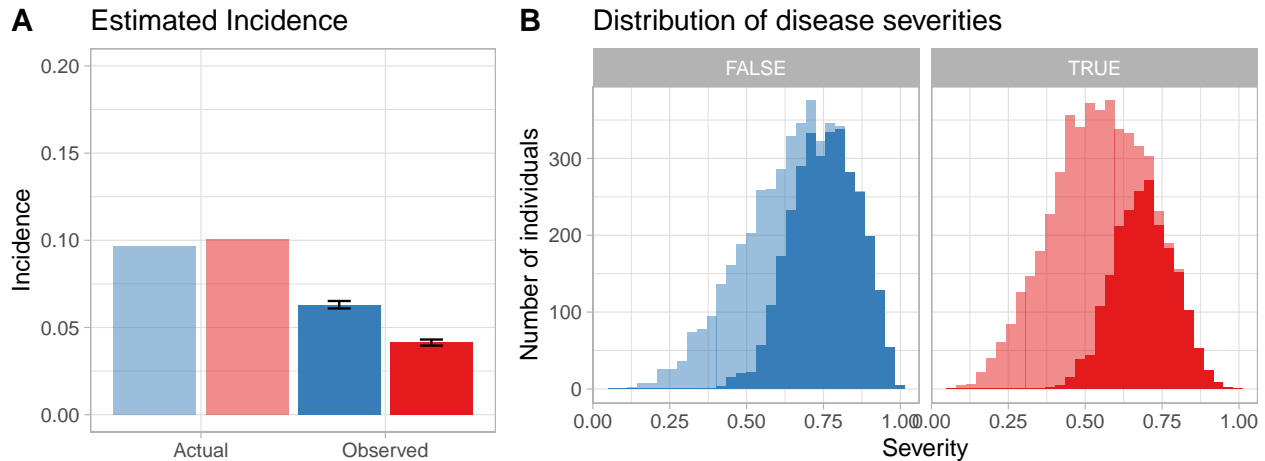 A Estimated Incidence
Incidence
0.20
0.15
0.10
0.05
0.00
Actual Observed
B Distribution of disease severities
FALSE TRUE
Number of individuals
300
200
100
0
0.00 0.25 0.50 0.75 1.00 0.00 0.25 0.50 0.75 1.00
Severity